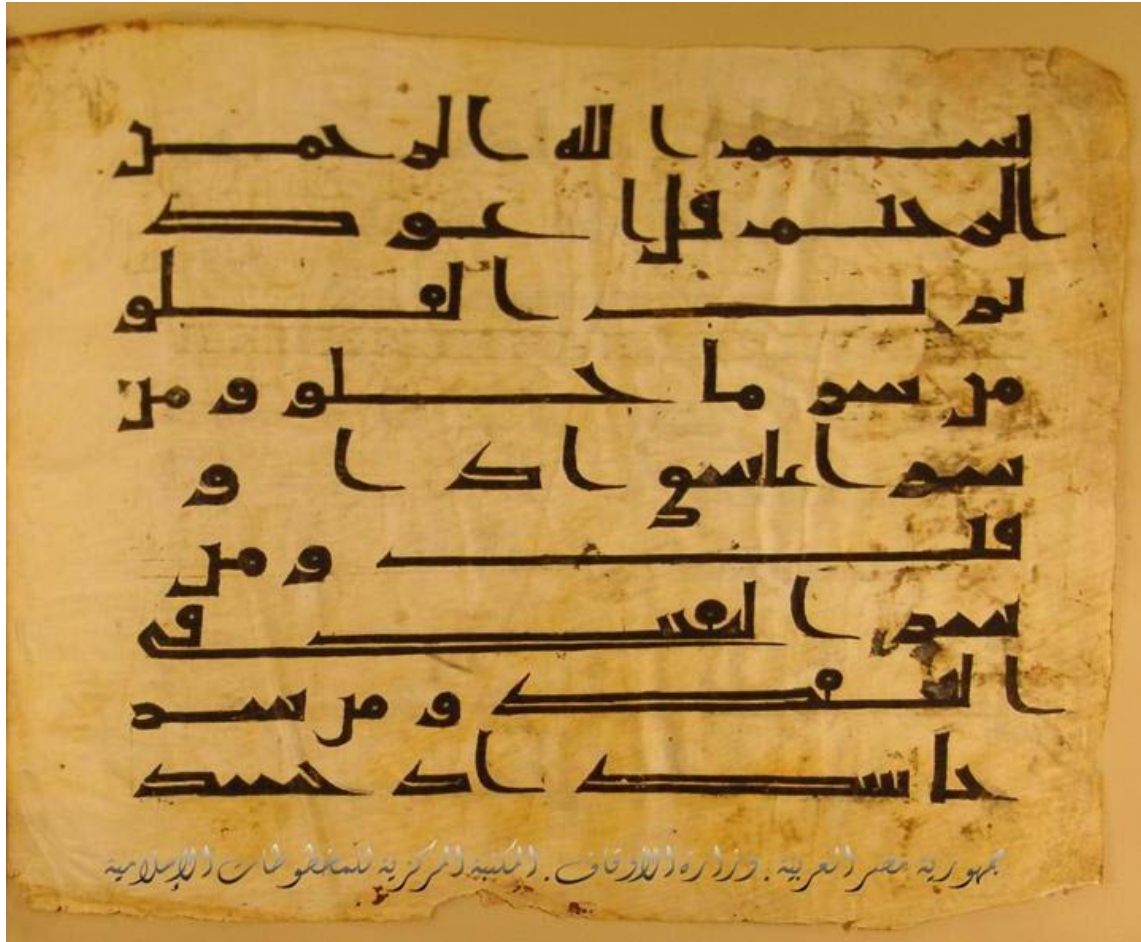 بسم الله الرحمن
الرحيم قل اعوذ
برب الفلق
من شر ما خلق ومن
شر غاسق اذا و
قب ومن
شر النفثت في
العقد ومن شر
حاسد اذ حسد
جمهورية مصر العربية . وزارة الأوقاف . المكتبة المركزية للمخطوطات الإسلامية